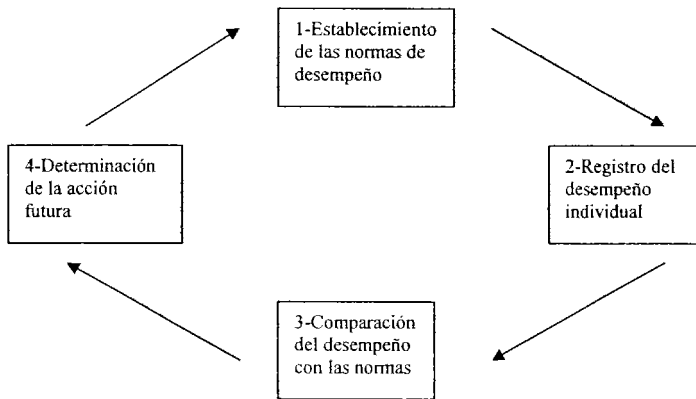 1-Establecimiento
de las normas de
desempeño
2-Registro del
desempeño
individual
3-Comparación
del desempeño
con las normas
4-Determinación
de la acción
futura